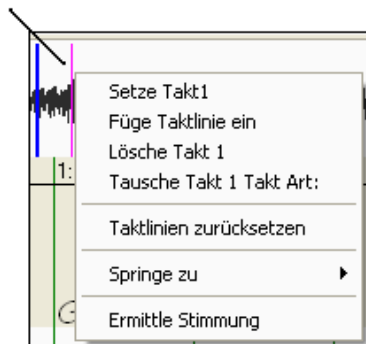 Setze Takt1
Füge Taktlinie ein
Lösche Takt 1
1:
Tausche Takt 1 Takt Art:
Taktlinien zurücksetzen
Springe zu
Ermittle Stimmung